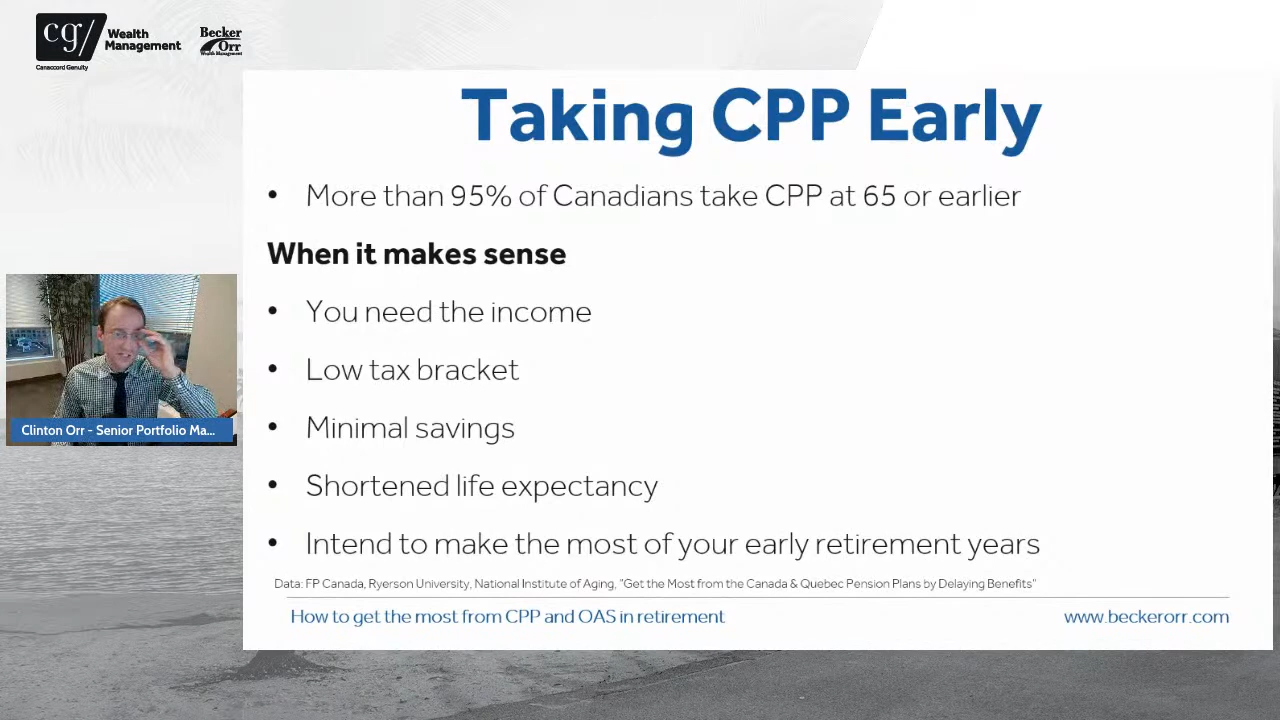 cg/ Wealth
Management
Canaccord Genuity
Becker
Orr
Wealth Management
Taking CPP Early
• More than 95% of Canadians take CPP at 65 or earlier
When it makes sense
• You need the income
• Low tax bracket
• Minimal savings
• Shortened life expectancy
• Intend to make the most of your early retirement years
Data: FP Canada, Ryerson University, National Institute of Aging, "Get the Most from the Canada & Quebec Pension Plans by Delaying Benefits"
How to get the most from CPP and OAS in retirement
www.beckerorr.com
Clinton Orr - Senior Portfolio Ma...